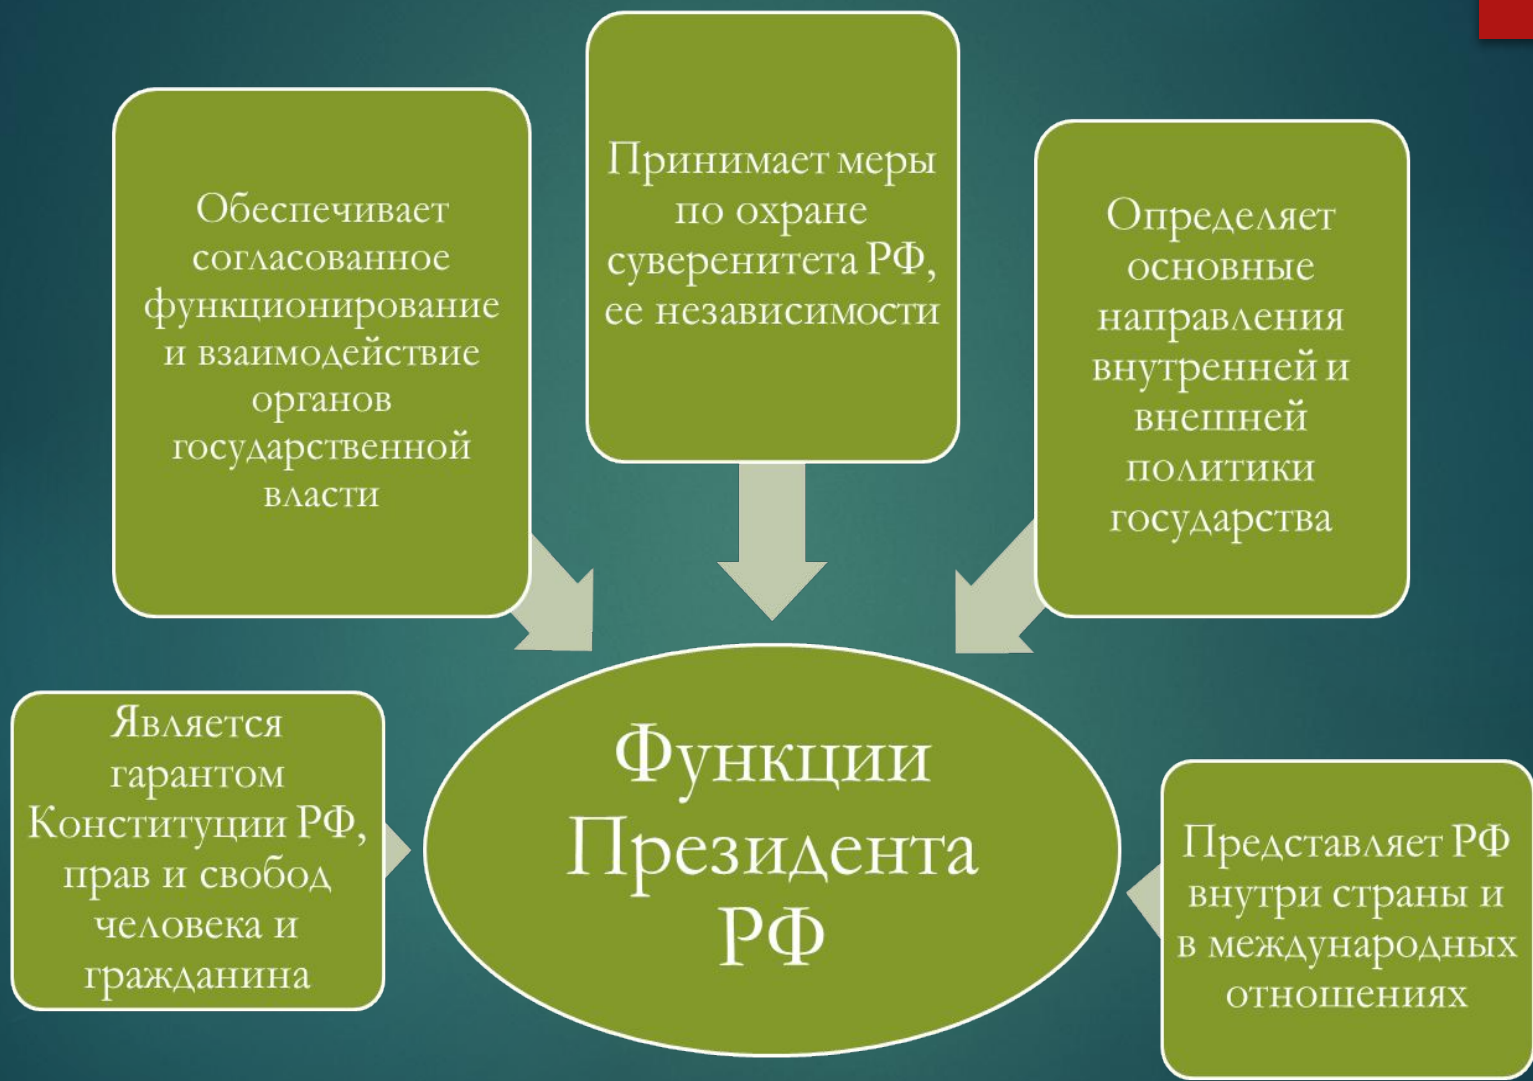 Обеспечивает
согласованное
функционирование
и взаимодействие
органов
государственной
власти
Принимает меры
по охране
суверенитета РФ,
ее независимости
Определяет
основные
направления
внутренней и
внешней
политики
государства
Является
гарантом
Конституции РФ,
прав и свобод
человека и
гражданина
Функции
Президента
РФ
Представляет РФ
внутри страны и
в международных
отношениях